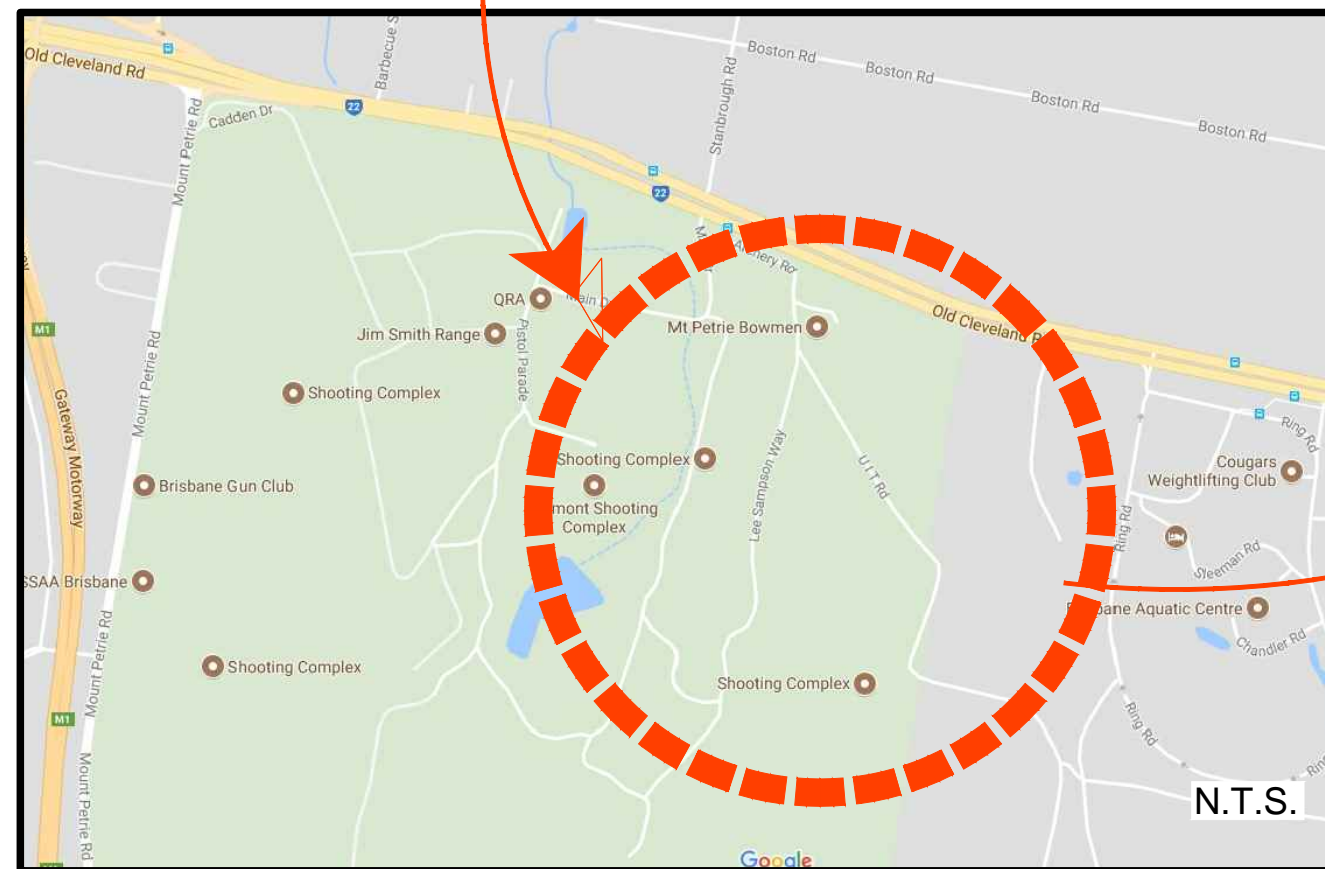 Old Cleveland Rd
Barbecue S
22
Cadden Dr
Mount Petrie Rd
Stanbrough Rd
Boston Rd
Boston Rd
Boston Rd
Boston Rd
22
M
Archery Rd
M1
QRA
Main D
Jim Smith Range
Pistol Parade
Mt Petrie Bowmen
Old Cleveland R
Mount Petrie Rd
Shooting Complex
Gateway Motorway
Brisbane Gun Club
Shooting Complex
mont Shooting
Complex
Lee Sampson Way
U I T Rd
Ring Rd
Cougars
Weightlifting Club
Ring Rd
Sleeman Rd
SSAA Brisbane
bane Aquatic Centre
Chandler Rd
Mount Petrie Rd
Shooting Complex
Shooting Complex
M1
Ring Rd
Ring
Mount Petrie Rd
N.T.S.
Google